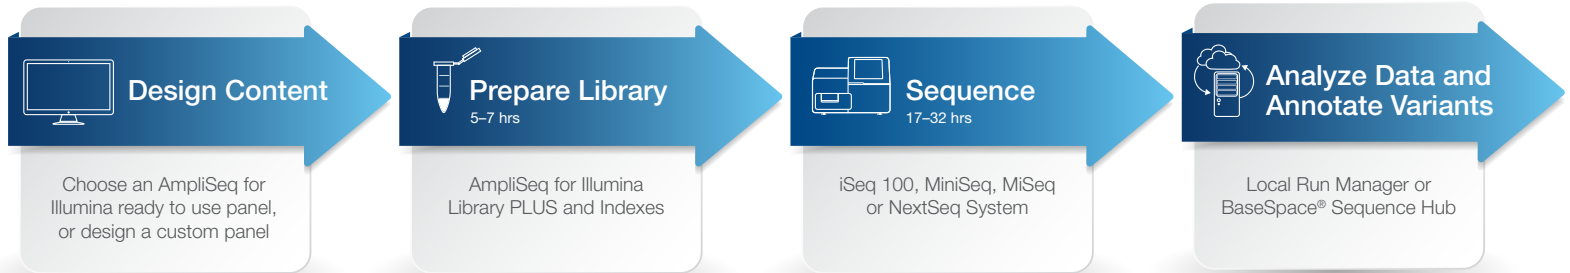 Design Content
Choose an AmpliSeq for
Illumina ready to use panel,
or design a custom panel
Prepare Library
5–7 hrs
AmpliSeq for Illumina
Library PLUS and Indexes
Sequence
17–32 hrs
iSeq 100, MiniSeq, MiSeq
or NextSeq System
Analyze Data and
Annotate Variants
Local Run Manager or
BaseSpace® Sequence Hub